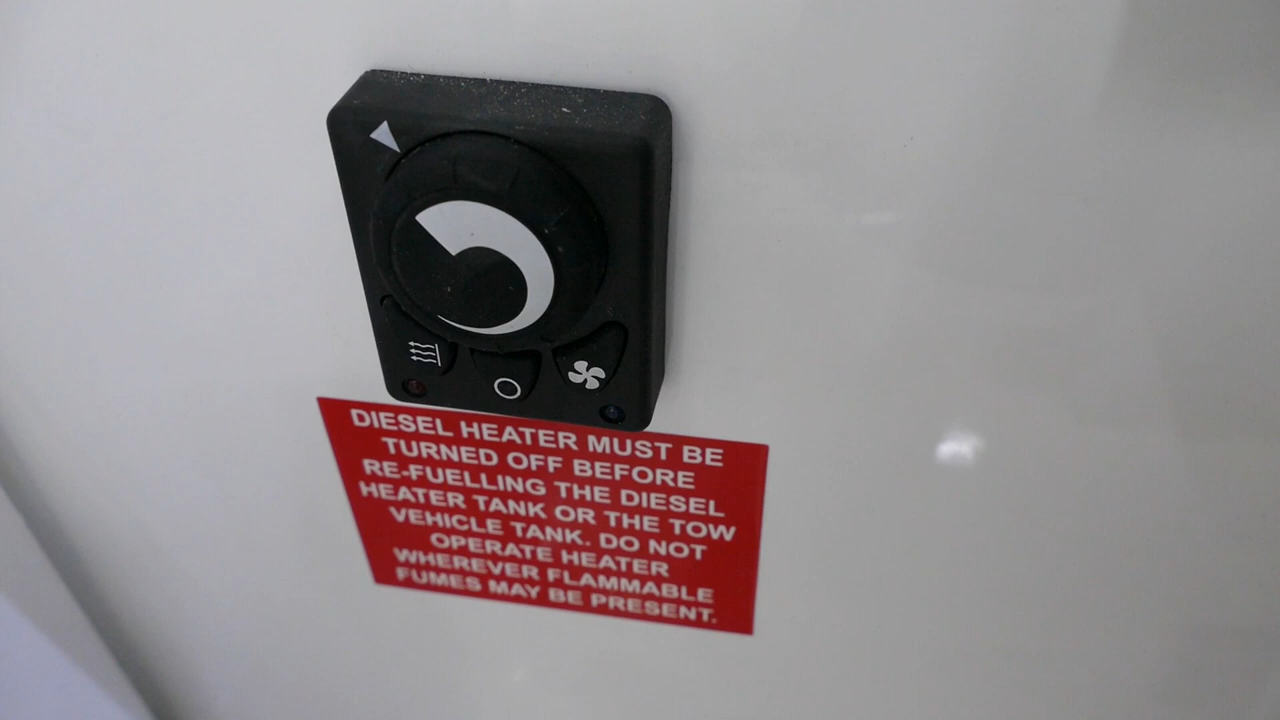 DIESEL HEATER MUST BE
TURNED OFF BEFORE
RE-FUELLING THE DIESEL
HEATER TANK OR THE TOW
VEHICLE TANK. DO NOT
OPERATE HEATER
WHEREVER FLAMMABLE
FUMES MAY BE PRESENT.